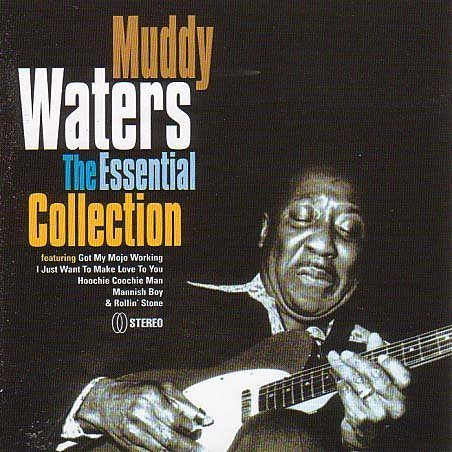 Muddy
Waters
The Essential
Collection
featuring Got My Mojo Working
I Just Want To Make Love To You
Hoochie Coochie Man
Mannish Boy
& Rollin' Stone
STEREO